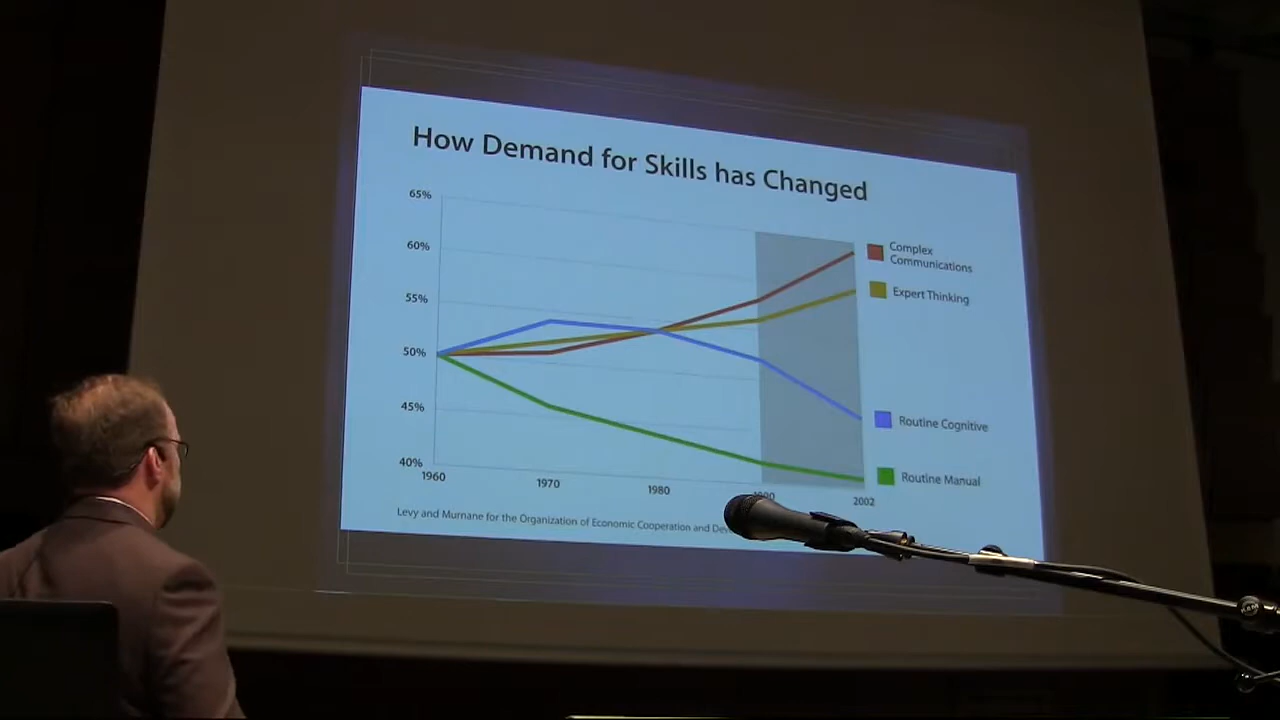 How Demand for Skills has Changed
65%
60%
55%
50%
45%
40%
1960
1970
1980
2002
Complex
Communications
Expert Thinking
Routine Cognitive
Routine Manual
Levy and Murnane for the Organization of Economic Cooperation and